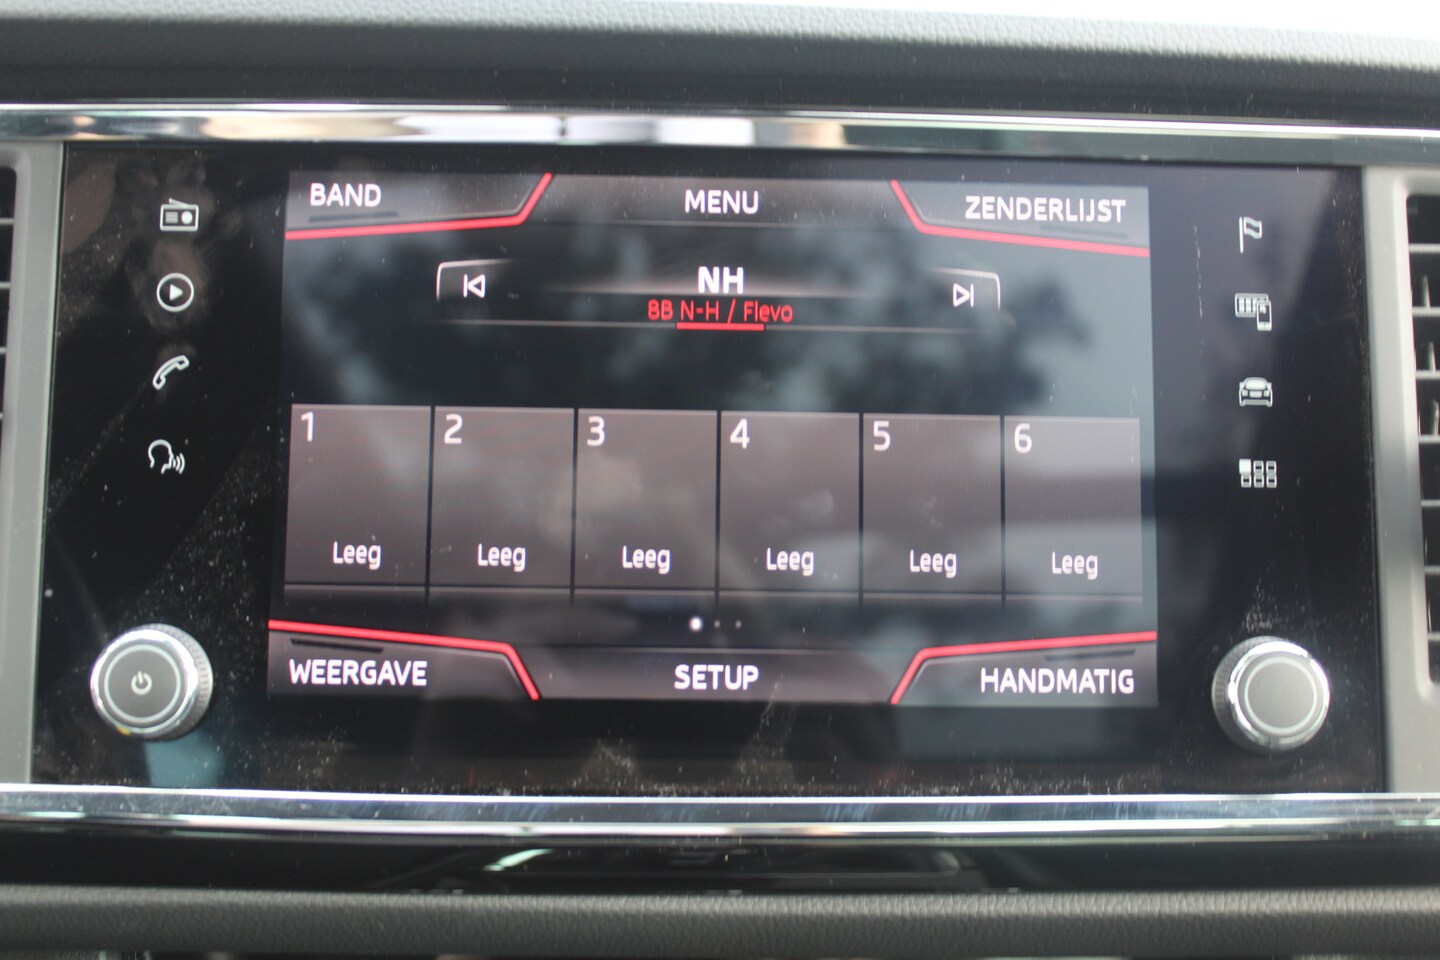 BAND
MENU
ZENDERLIJST
NH
8B N-H / Flevo
1
2
3
4
5
6
Leeg
Leeg
Leeg
Leeg
Leeg
Leeg
WEERGAVE
SETUP
HANDMATIG